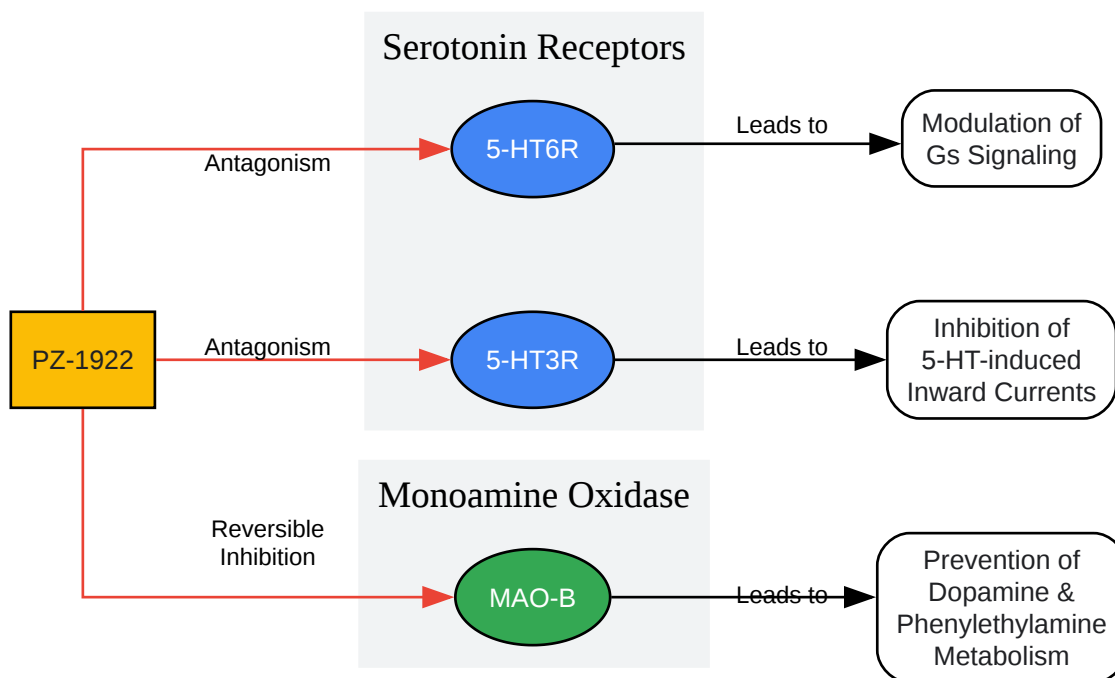 Serotonin Receptors
5-HT6R
Antagonism
Leads to
Modulation of
Gs Signaling
PZ-1922
Antagonism
5-HT3R
Leads to
Inhibition of
5-HT-induced
Inward Currents
Monoamine Oxidase
Reversible
Inhibition
MAO-B
Leads to
Prevention of
Dopamine &
Phenylethylamine
Metabolism